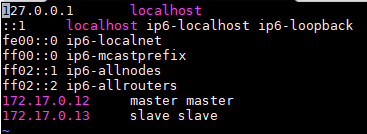 127.0.0.1 localhost
::1 localhost ip6-localhost ip6-loopback
fe00::0 ip6-localnet
ff00::0 ip6-mcastprefix
ff02::1 ip6-allnodes
ff02::2 ip6-allrouters
172.17.0.12 master master
172.17.0.13 slave slave
~